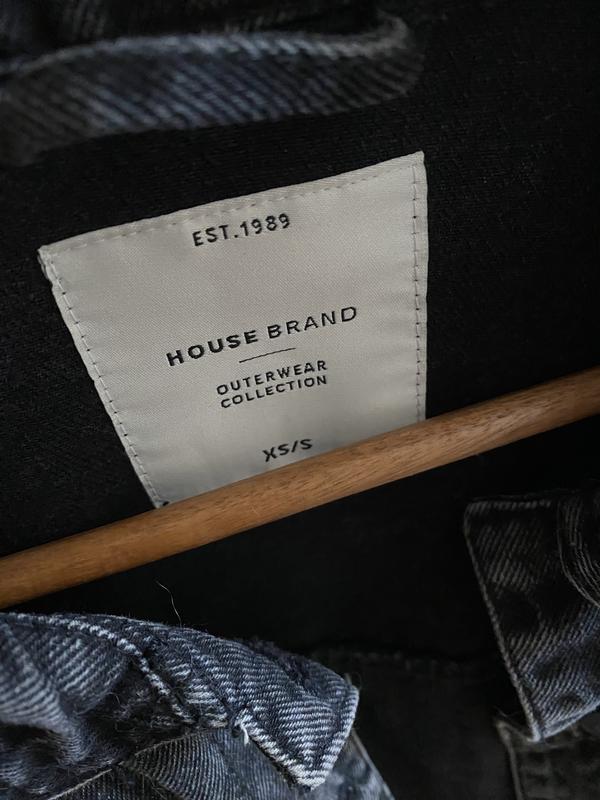 EST.1989
HOUSE BRAND
OUTERWEAR
COLLECTION
XS/S